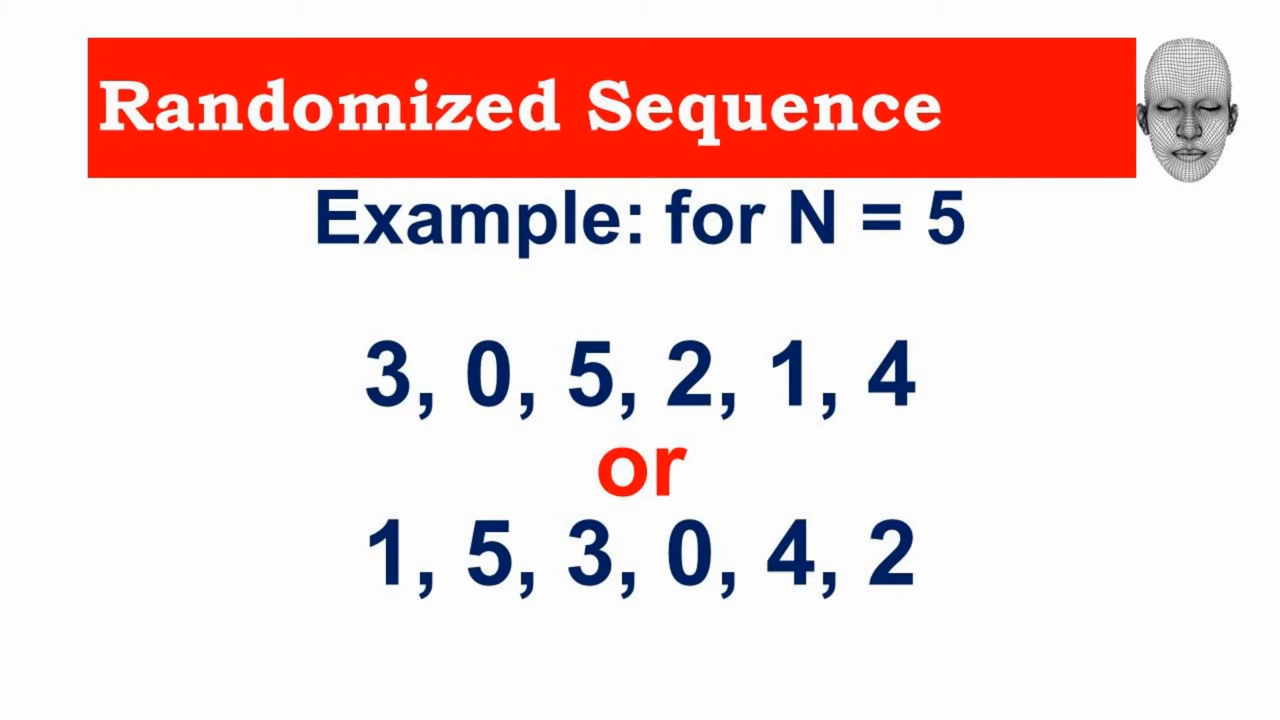 Randomized Sequence
Example: for N = 5
3, 0, 5, 2, 1, 4
or
1, 5, 3, 0, 4, 2